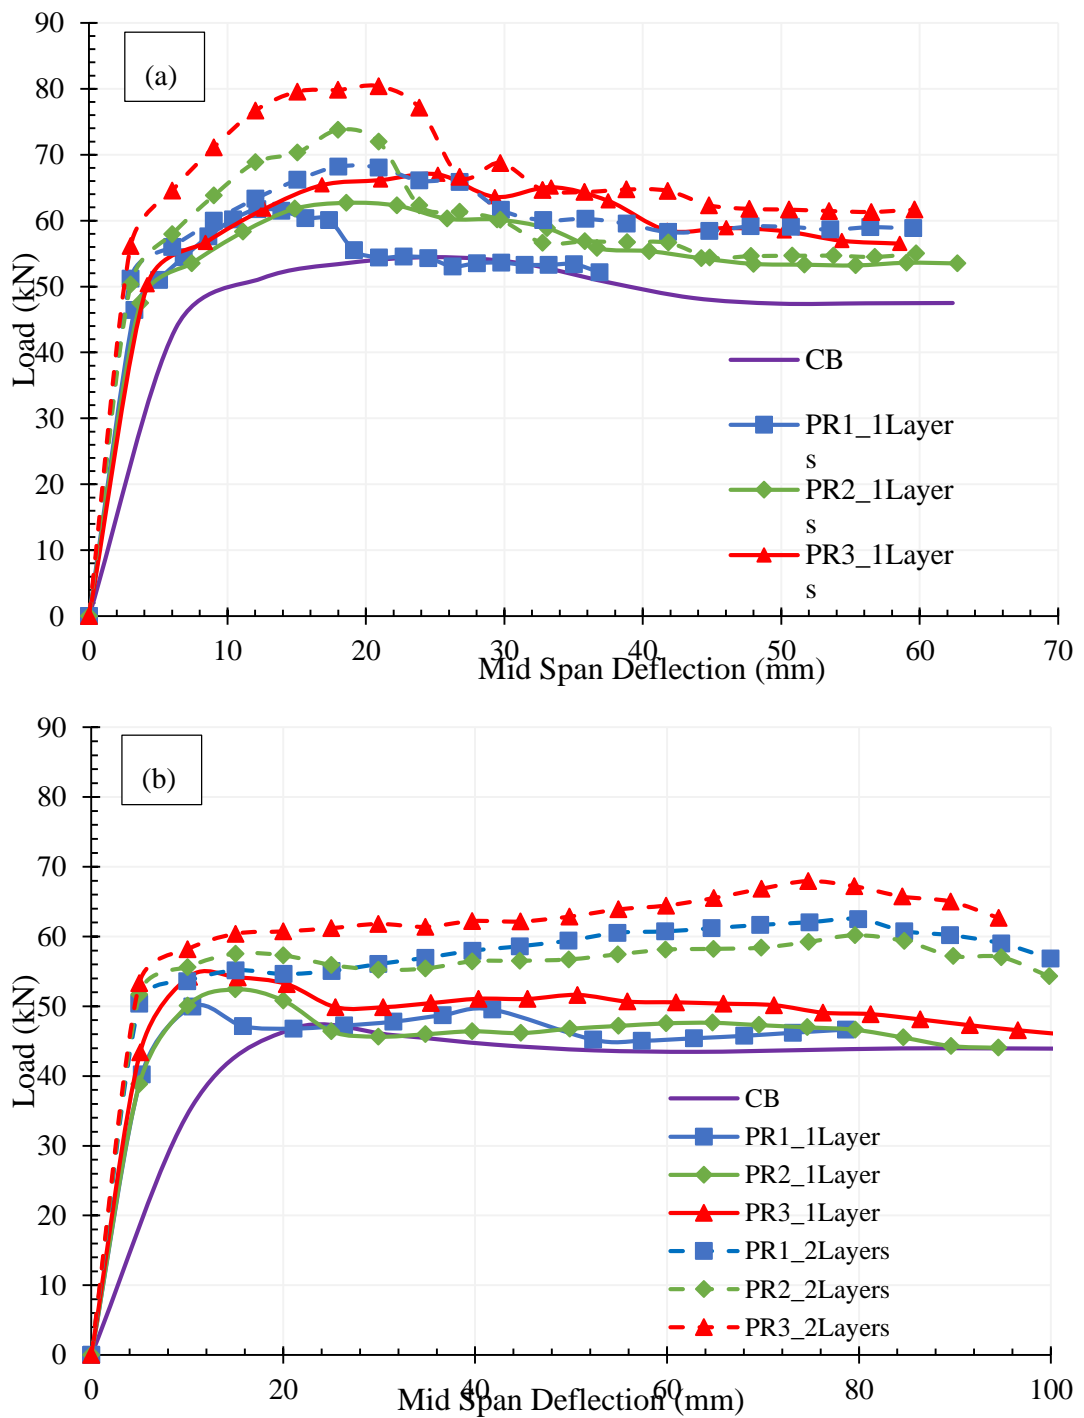 90
80
70
60
50
40
30
20
10
0
Load (kN)
(a)
CB
PR1_1Layer
s
PR2_1Layer
s
PR3_1Layer
s
0 10 20 30 40 50 60 70
Mid Span Deflection (mm)
90
80
70
60
50
40
30
20
10
0
Load (kN)
(b)
CB
PR1_1Layer
PR2_1Layer
PR3_1Layer
PR1_2Layers
PR2_2Layers
PR3_2Layers
0 20 40 60 80 100
Mid Span Deflection (mm)